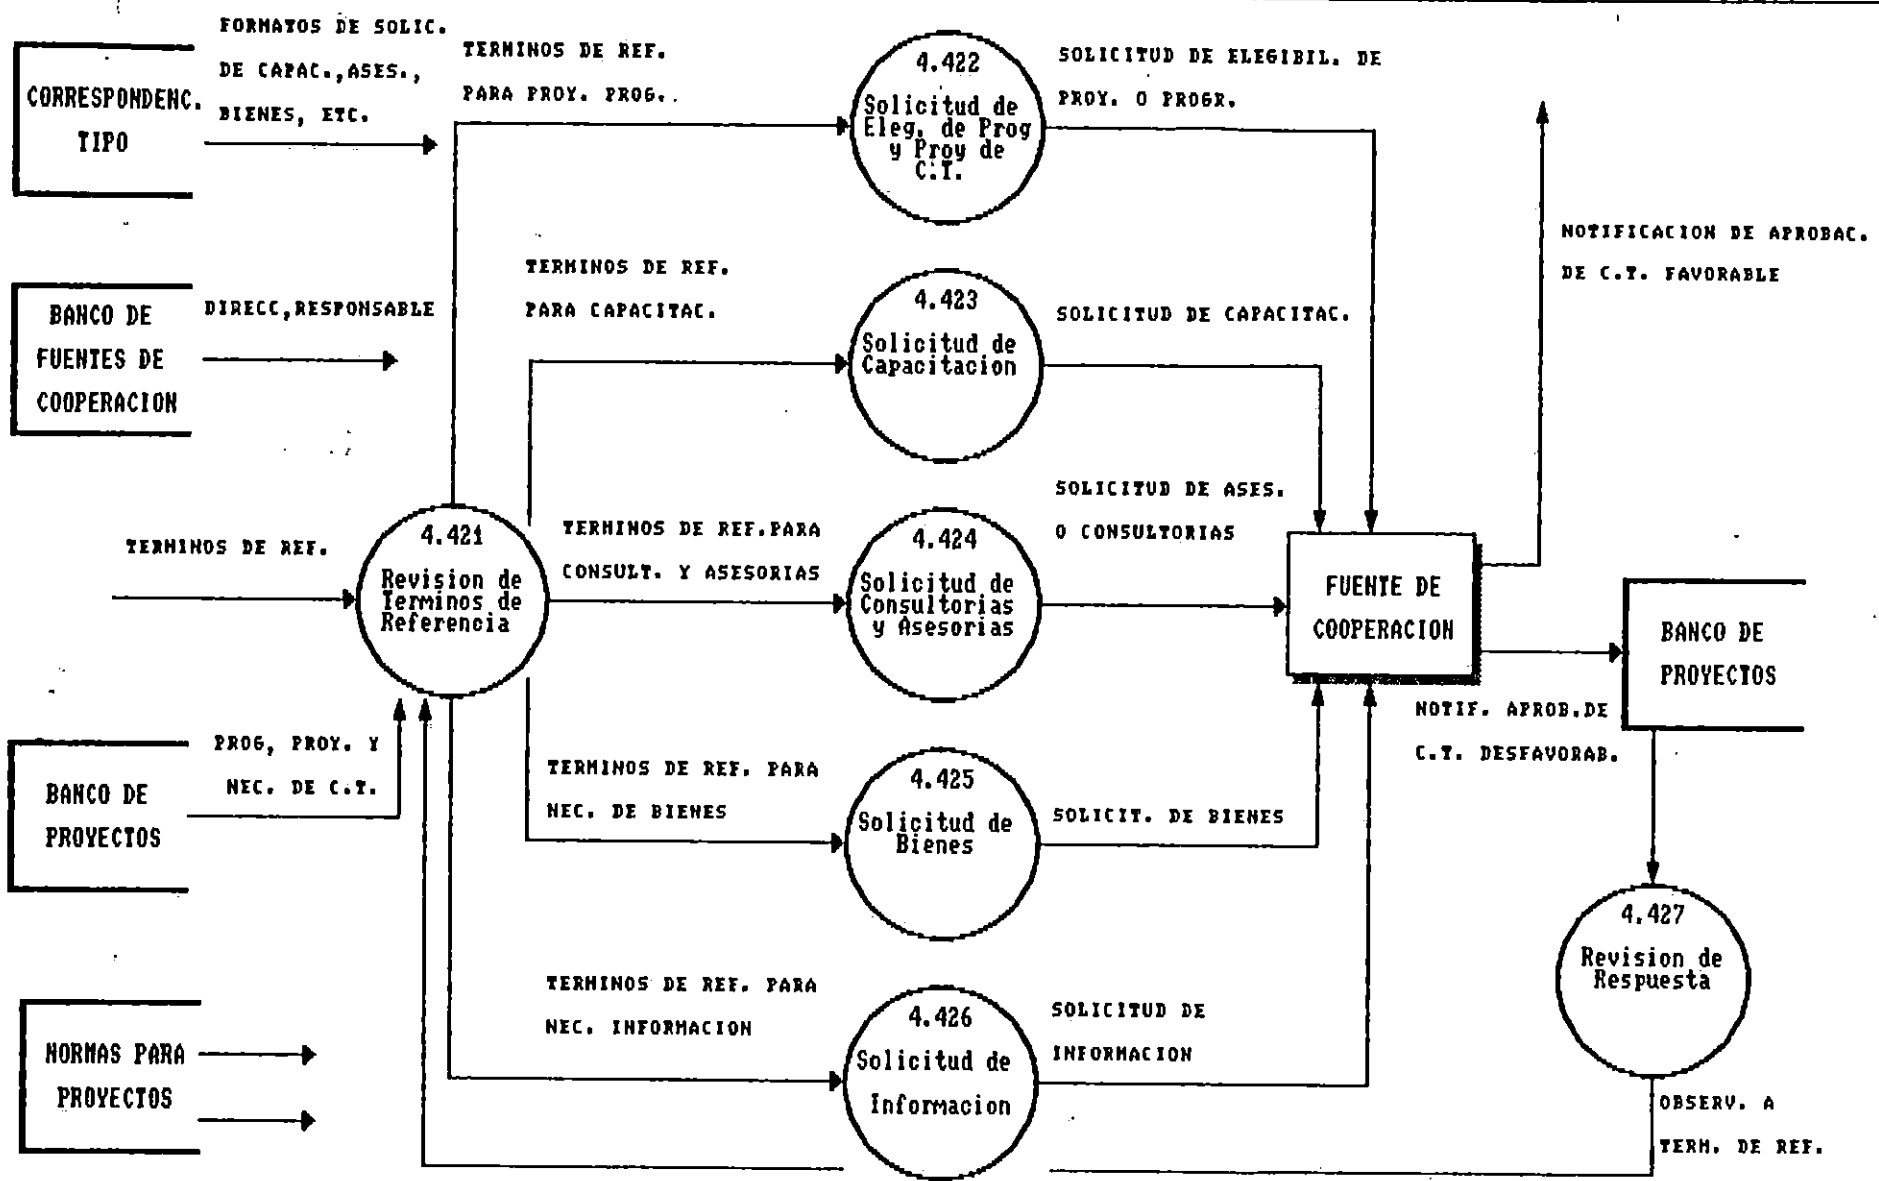 FORMATOS DE SOLIC.
DE CAPAC.,ASES.,
BIENES, ETC.
CORRESPONDENC.
TIPO
TERMINOS DE REF.
PARA PROY. PROG.
4.422
Solicitud de
Eleg. de Prog
y Proy de
C.T.
SOLICITUD DE ELEGIBIL. DE
PROY. O PROGR.
NOTIFICACION DE APROBAC.
DE C.T. FAVORABLE
BANCO DE
FUENTES DE
COOPERACION
DIRECC,RESPONSABLE
TERMINOS DE REF.
PARA CAPACITAC.
4.423
Solicitud de
Capacitacion
SOLICITUD DE CAPACITAC.
TERMINOS DE REF.
4.421
Revision de
Terminos de
Referencia
TERMINOS DE REF.PARA
CONSULT. Y ASESORIAS
4.424
Solicitud de
Consultorias
y Asesorias
SOLICITUD DE ASES.
O CONSULTORIAS
FUENTE DE
COOPERACION
BANCO DE
PROYECTOS
NOTIF. APROB.DE
C.T. DESFAVORAB.
BANCO DE
PROYECTOS
PROG, PROY. Y
NEC. DE C.T.
TERMINOS DE REF. PARA
NEC. DE BIENES
4.425
Solicitud de
Bienes
SOLICIT. DE BIENES
4.427
Revision de
Respuesta
NORMAS PARA
PROYECTOS
TERMINOS DE REF. PARA
NEC. INFORMACION
4.426
Solicitud de
Informacion
SOLICITUD DE
INFORMACION
OBSERV. A
TERM. DE REF.